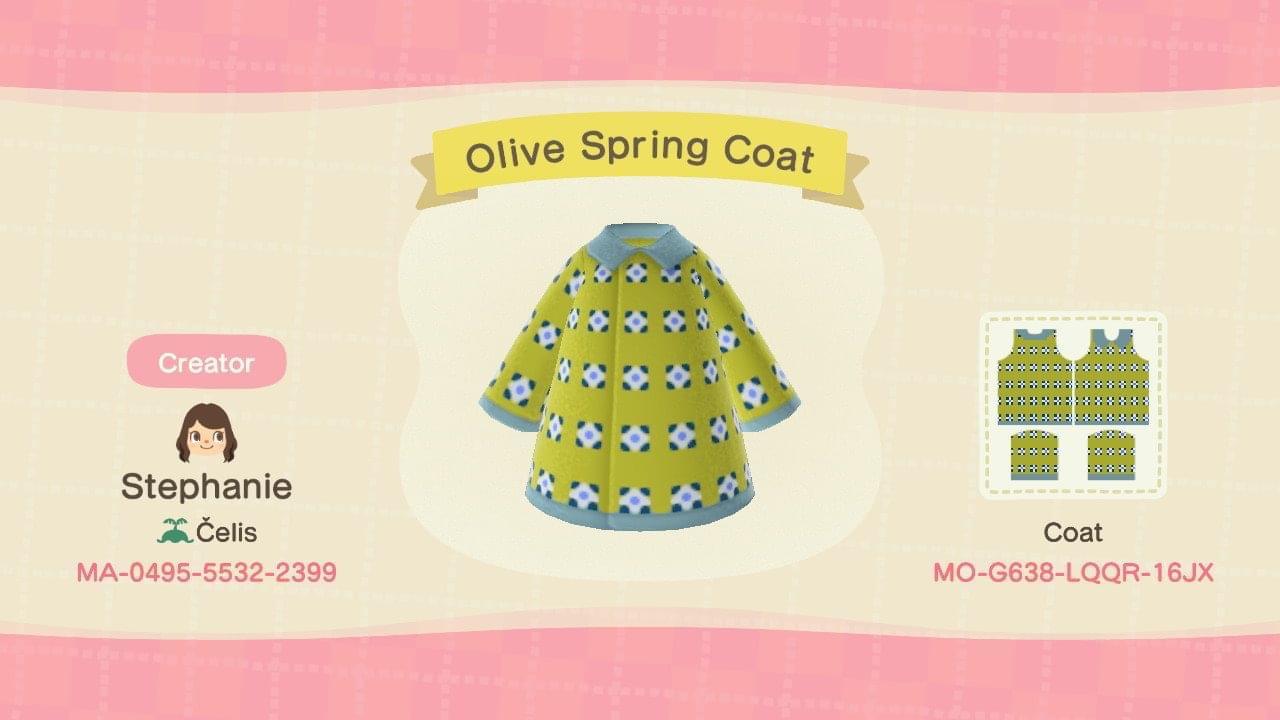 Olive Spring Coat
Creator
Stephanie
Čelis
MA-0495-5532-2399
Coat
MO-G638-LQQR-16JX